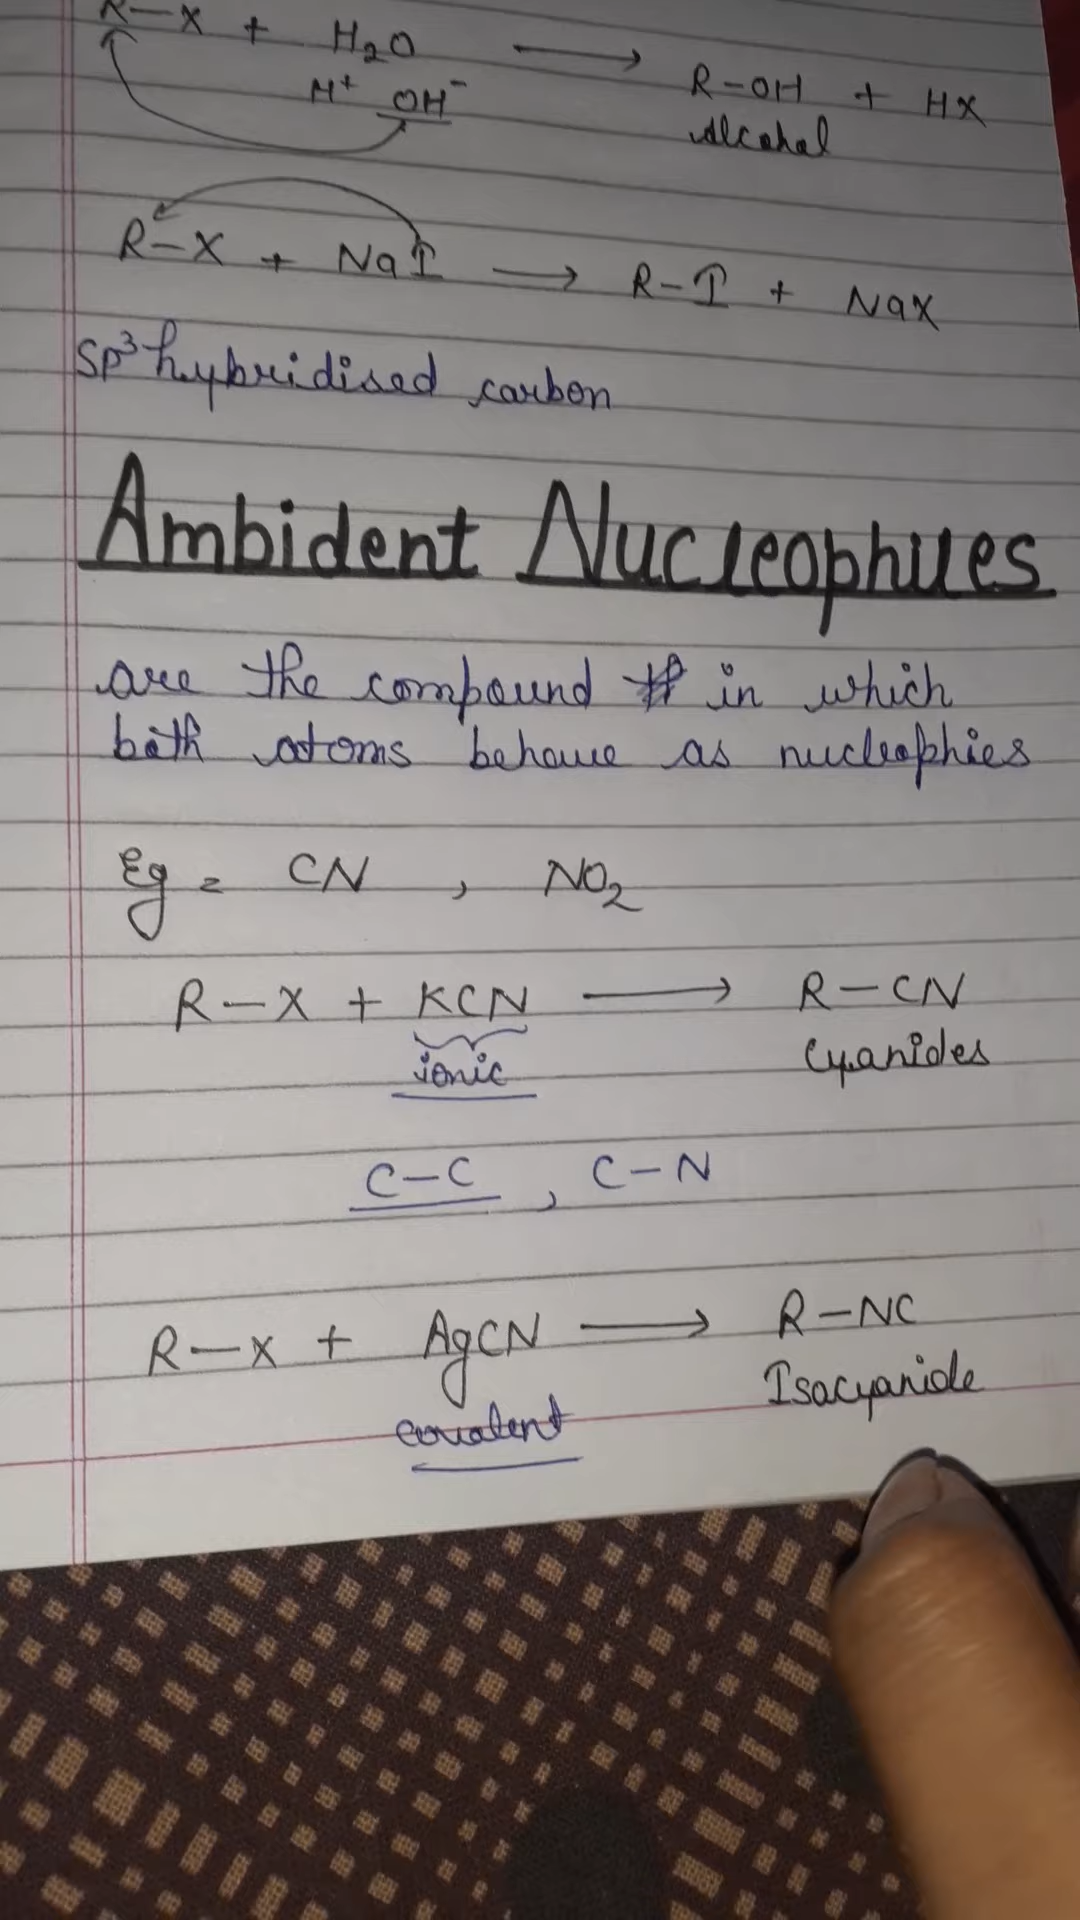 R-X + H₂O ⟶ R-OH + HX
H⁺ OH⁻ Alcohal
R-X + NaI ⟶ R-I + NaX
SP³ hybridised carbon
Ambident Nucleophiles
are the compound in which
both atoms behave as nucleophies
Eg = CN , NO₂
R-X + KCN ⟶ R-CN
ionic Cyanides
C-C , C-N
R-X + AgCN ⟶ R-NC
covalent Isacyanide